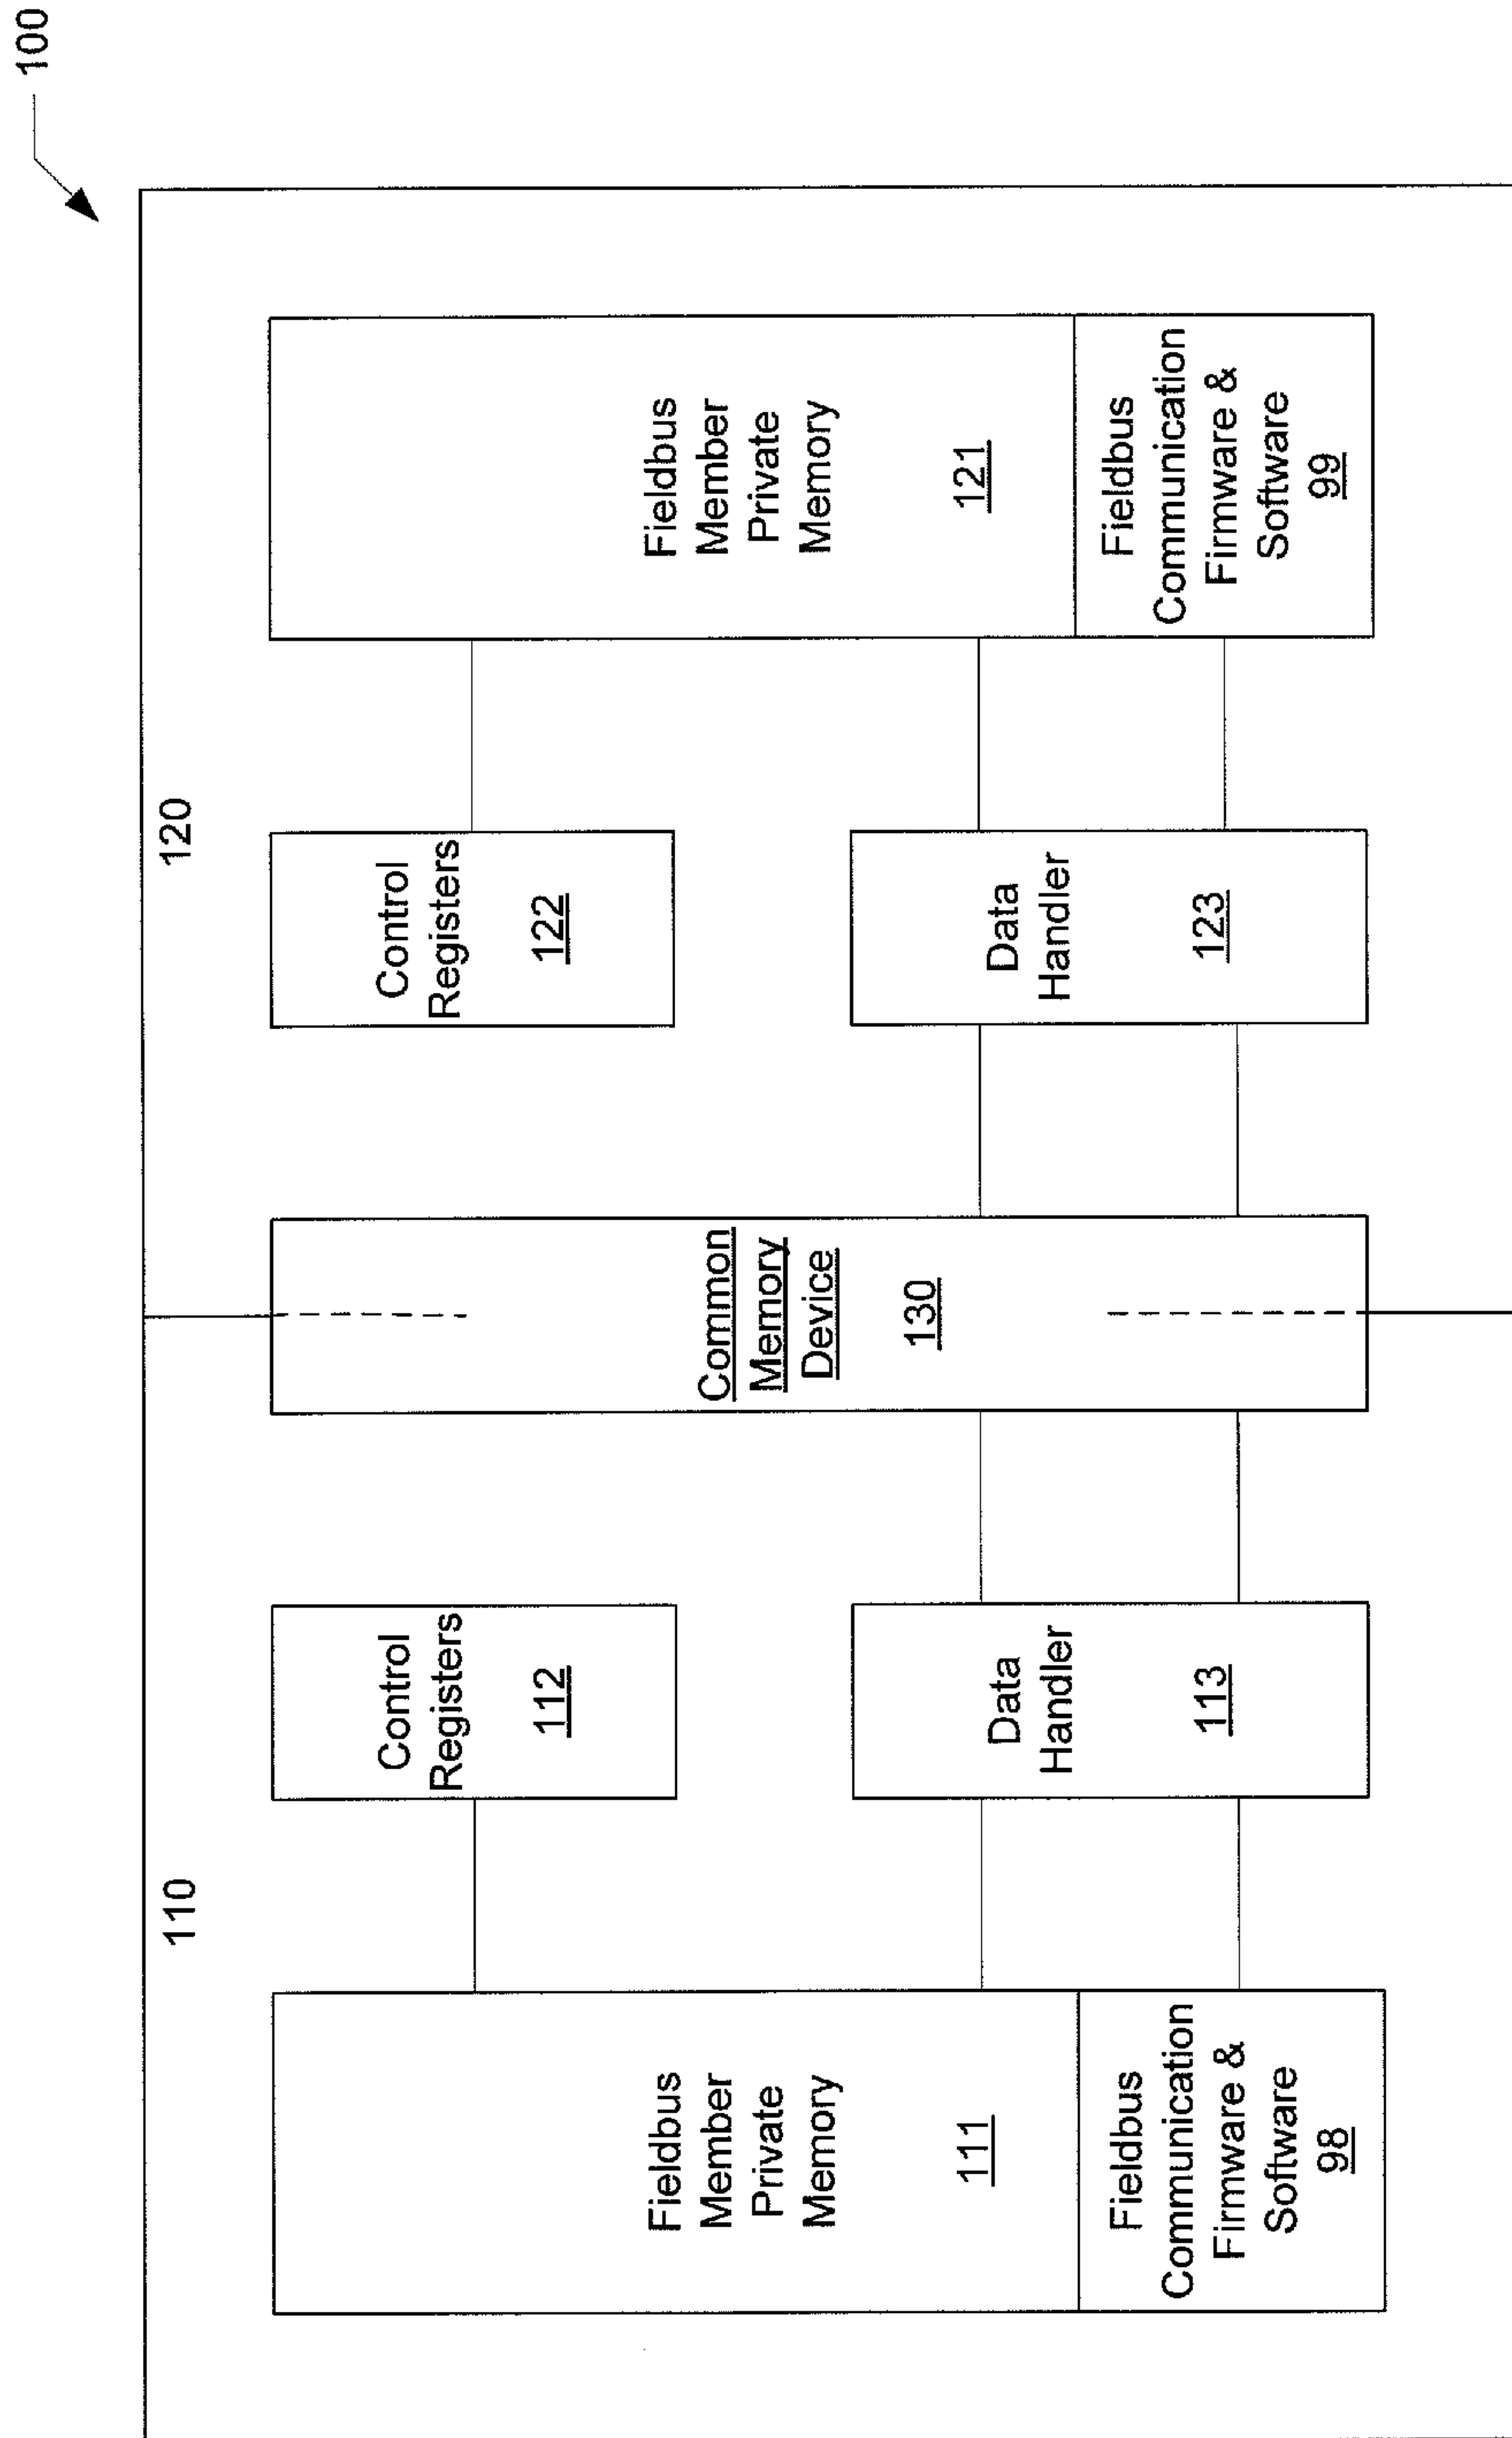 100
110
120
Fieldbus
Member
Private
Memory
111
Fieldbus
Communication
Firmware &
Software
98
Control
Registers
112
Data
Handler
113
Common
Memory
Device
130
Control
Registers
122
Data
Handler
123
Fieldbus
Member
Private
Memory
121
Fieldbus
Communication
Firmware &
Software
99